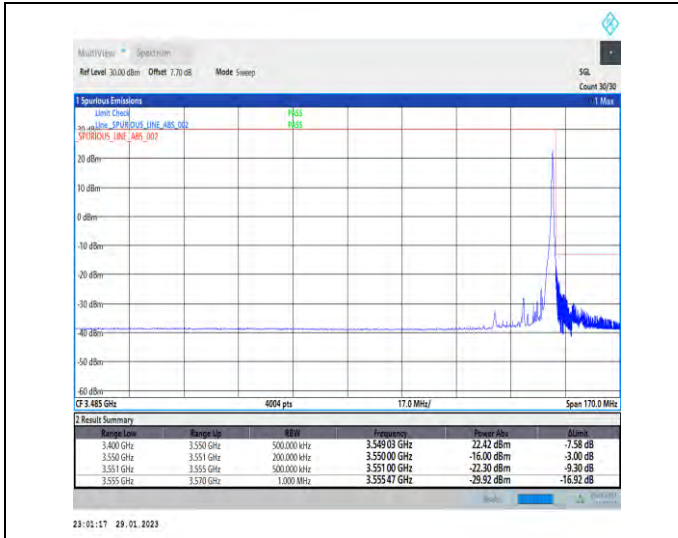 MultiView Spectrum
Ref Level 30.00 dBm Offset 7.70 dB Mode Sweep SGL
Count 30/30
1 Spurious Emissions 1 Max
Limit Check PASS
Line _SPURIOUS_LINE_ABS_002 PASS
_SPURIOUS_LINE_ABS_002
20 dBm
10 dBm
0 dBm
-10 dBm
-20 dBm
-30 dBm
-40 dBm
-50 dBm
-60 dBm
CF 3.485 GHz 4004 pts 17.0 MHz/ Span 170.0 MHz
2 Result Summary
Range Low Range Up RBW Frequency Power Abs ΔLimit
3.400 GHz 3.550 GHz 500.000 kHz 3.549 03 GHz 22.42 dBm -7.58 dB
3.550 GHz 3.551 GHz 200.000 kHz 3.550 00 GHz -16.00 dBm -3.00 dB
3.551 GHz 3.555 GHz 500.000 kHz 3.551 00 GHz -22.30 dBm -9.30 dB
3.555 GHz 3.570 GHz 1.000 MHz 3.555 47 GHz -29.92 dBm -16.92 dB
23:01:17 29.01.2023